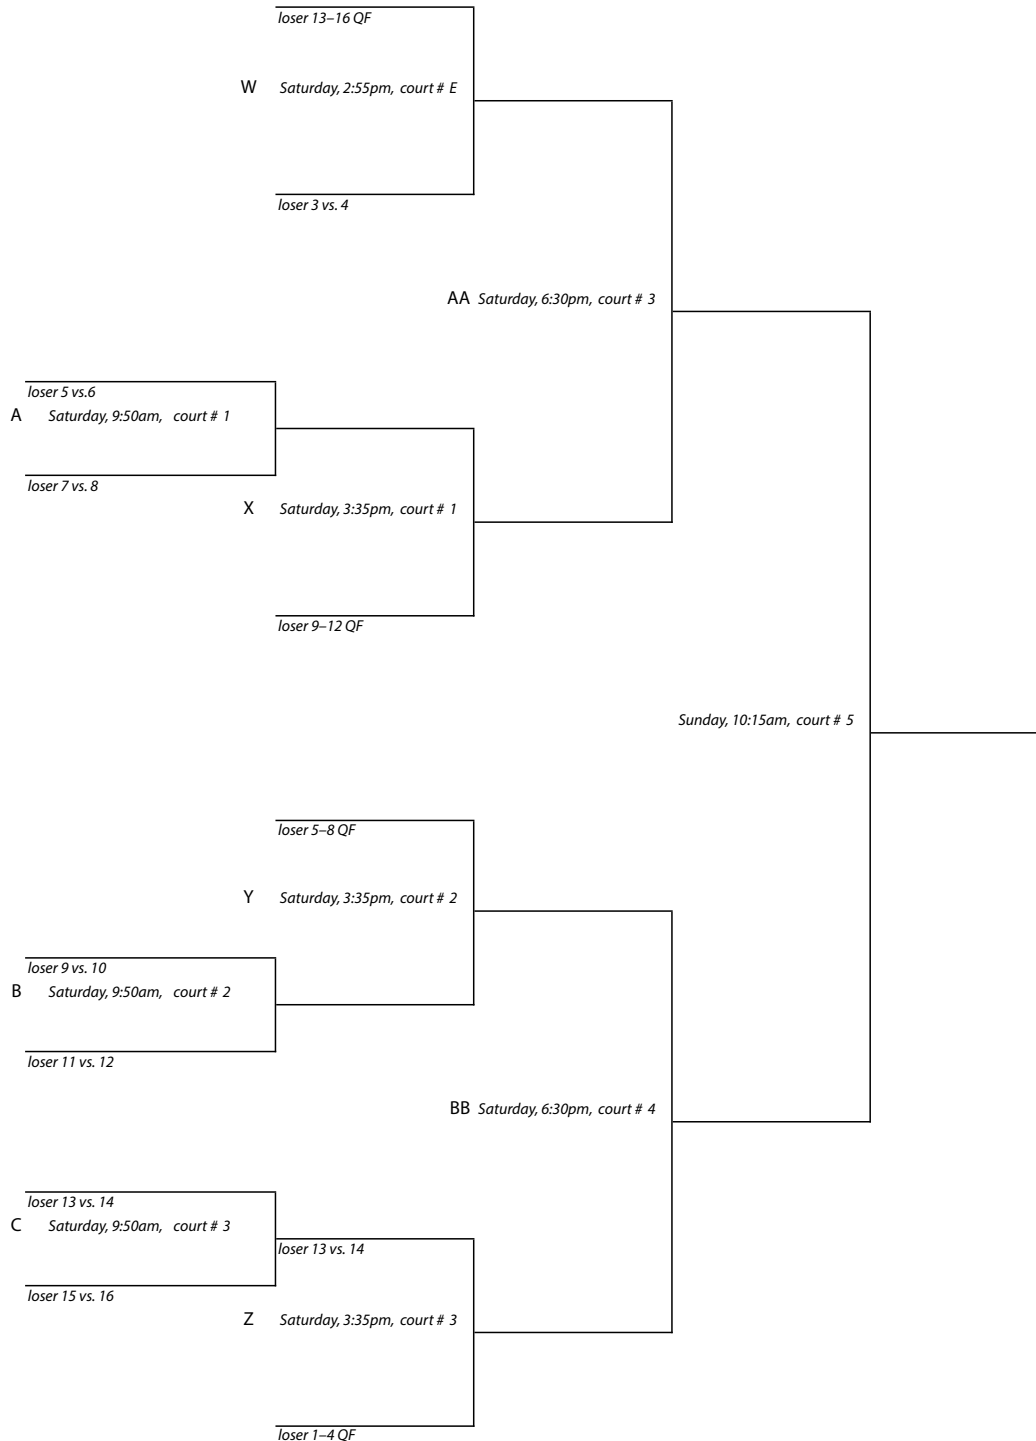 loser 13–16 QF
W Saturday, 2:55pm, court # E
loser 3 vs. 4
AA Saturday, 6:30pm, court # 3
loser 5 vs.6
A Saturday, 9:50am, court # 1
loser 7 vs. 8
X Saturday, 3:35pm, court # 1
loser 9–12 QF
Sunday, 10:15am, court # 5
loser 5–8 QF
Y Saturday, 3:35pm, court # 2
loser 9 vs. 10
B Saturday, 9:50am, court # 2
loser 11 vs. 12
BB Saturday, 6:30pm, court # 4
loser 13 vs. 14
C Saturday, 9:50am, court # 3
loser 13 vs. 14
loser 15 vs. 16
Z Saturday, 3:35pm, court # 3
loser 1–4 QF